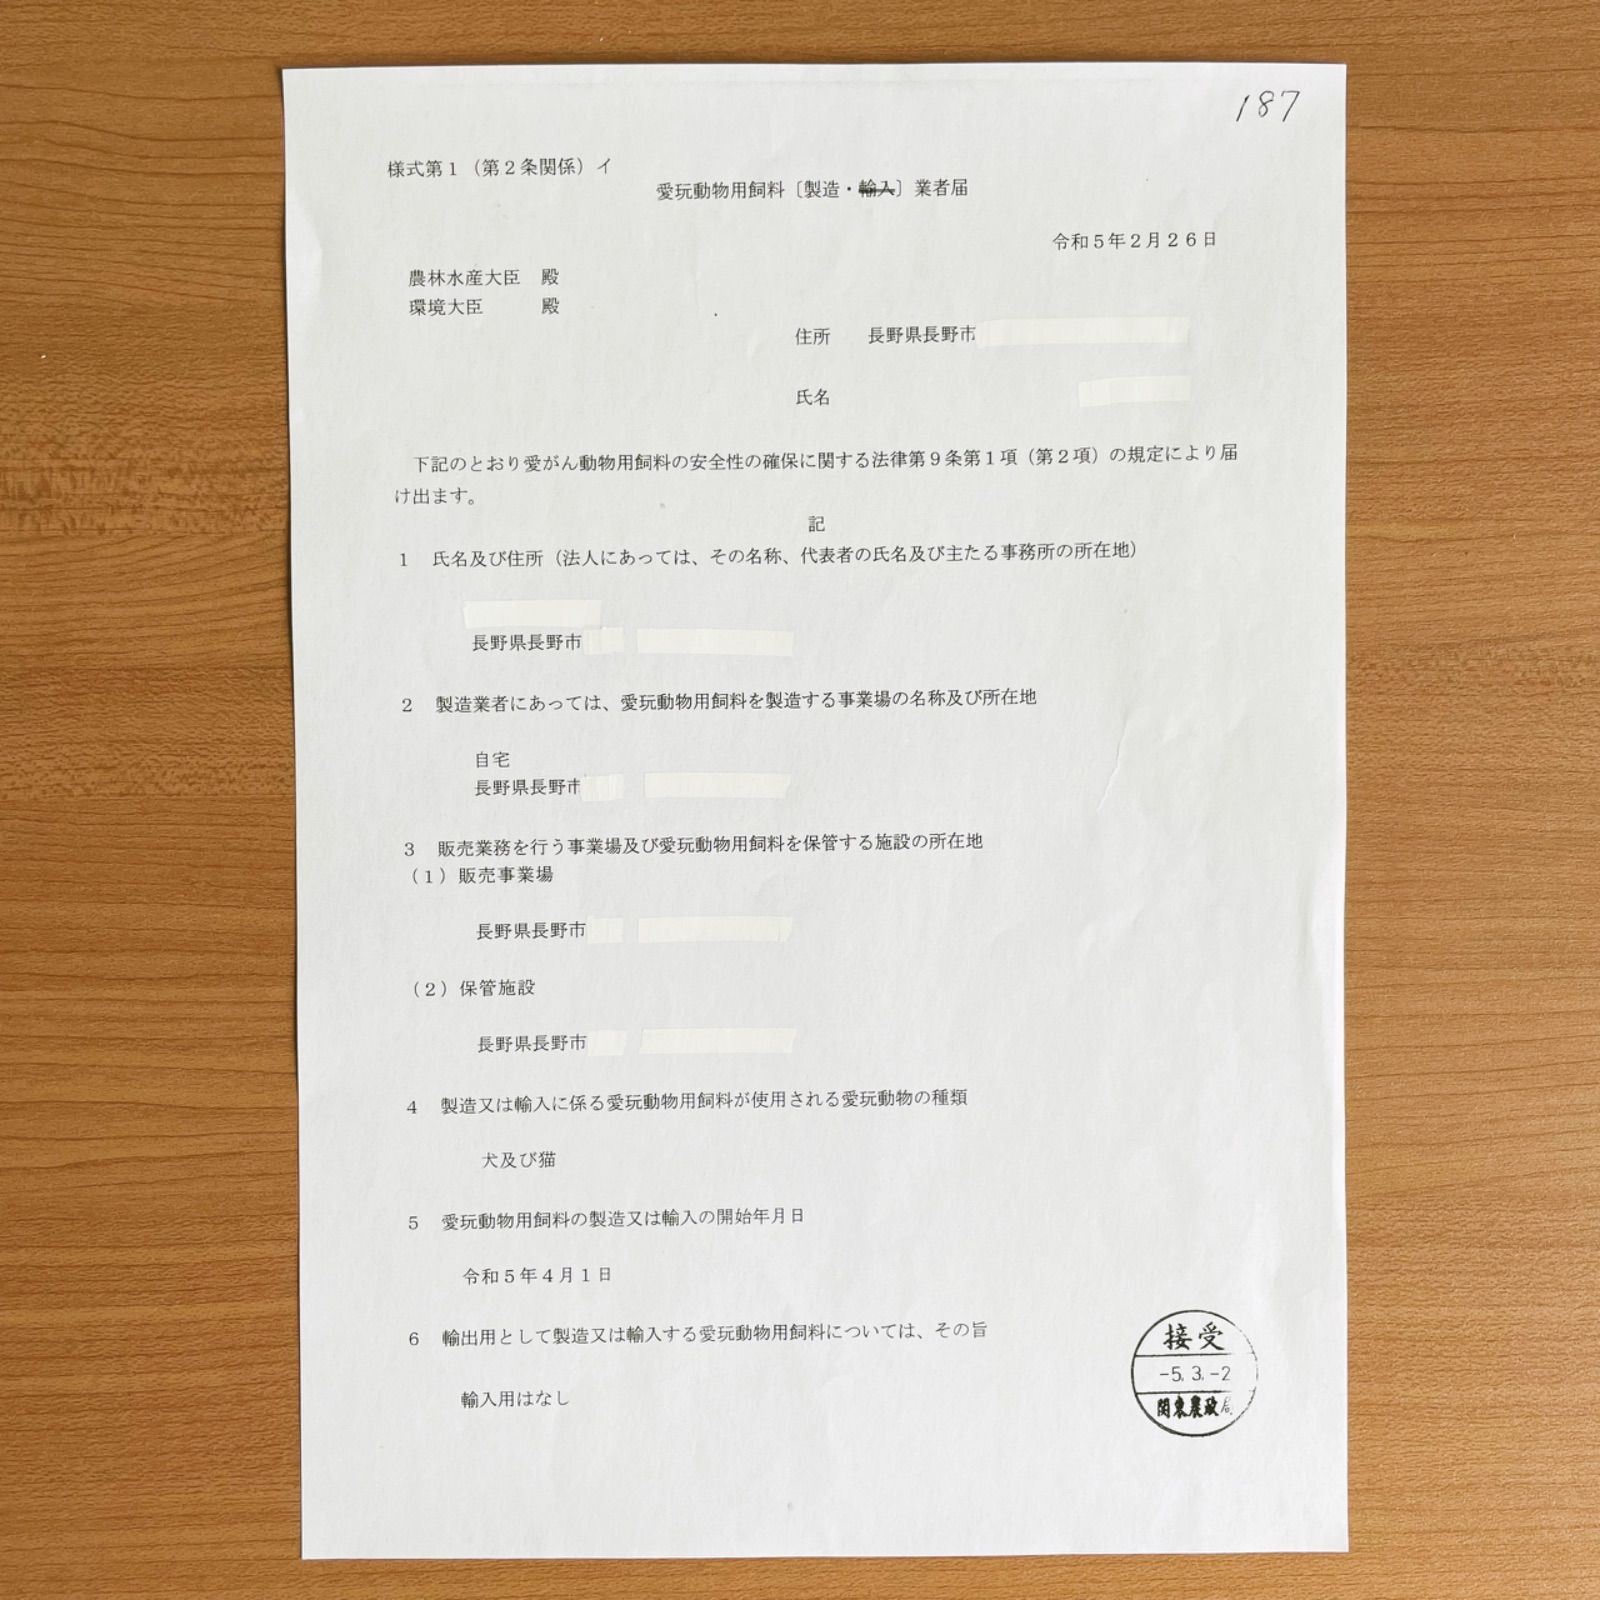 187
様式第１（第２条関係）イ
愛玩動物用飼料〔製造・輸入〕業者届
令和５年２月２６日
農林水産大臣　殿
環境大臣　　　殿
住所　　長野県長野市
氏名
下記のとおり愛がん動物用飼料の安全性の確保に関する法律第９条第１項（第２項）の規定により届
け出ます。
記
１　氏名及び住所（法人にあっては、その名称、代表者の氏名及び主たる事務所の所在地）
長野県長野市
２　製造業者にあっては、愛玩動物用飼料を製造する事業場の名称及び所在地
自宅
長野県長野市
３　販売業務を行う事業場及び愛玩動物用飼料を保管する施設の所在地
（１）販売事業場
長野県長野市
（２）保管施設
長野県長野市
４　製造又は輸入に係る愛玩動物用飼料が使用される愛玩動物の種類
犬及び猫
５　愛玩動物用飼料の製造又は輸入の開始年月日
令和５年４月１日
６　輸出用として製造又は輸入する愛玩動物用飼料については、その旨
輸入用はなし
接受
-5.3.-2
関東農政局